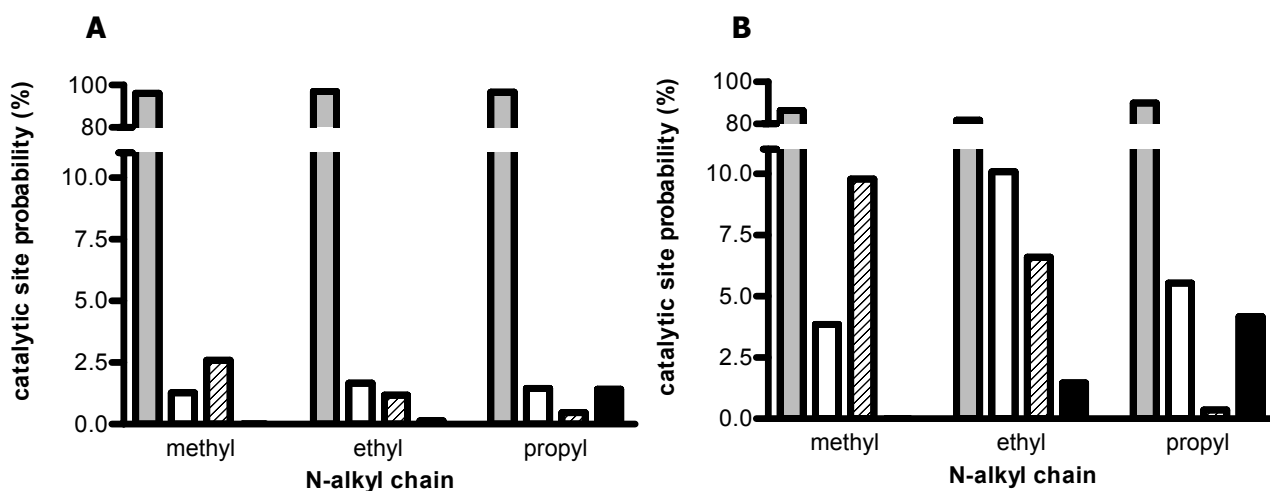 A
catalytic site probability (%)
100
80
10.0
7.5
5.0
2.5
0.0
methyl ethyl propyl
N-alkyl chain
B
catalytic site probability (%)
100
80
10.0
7.5
5.0
2.5
0.0
methyl ethyl propyl
N-alkyl chain